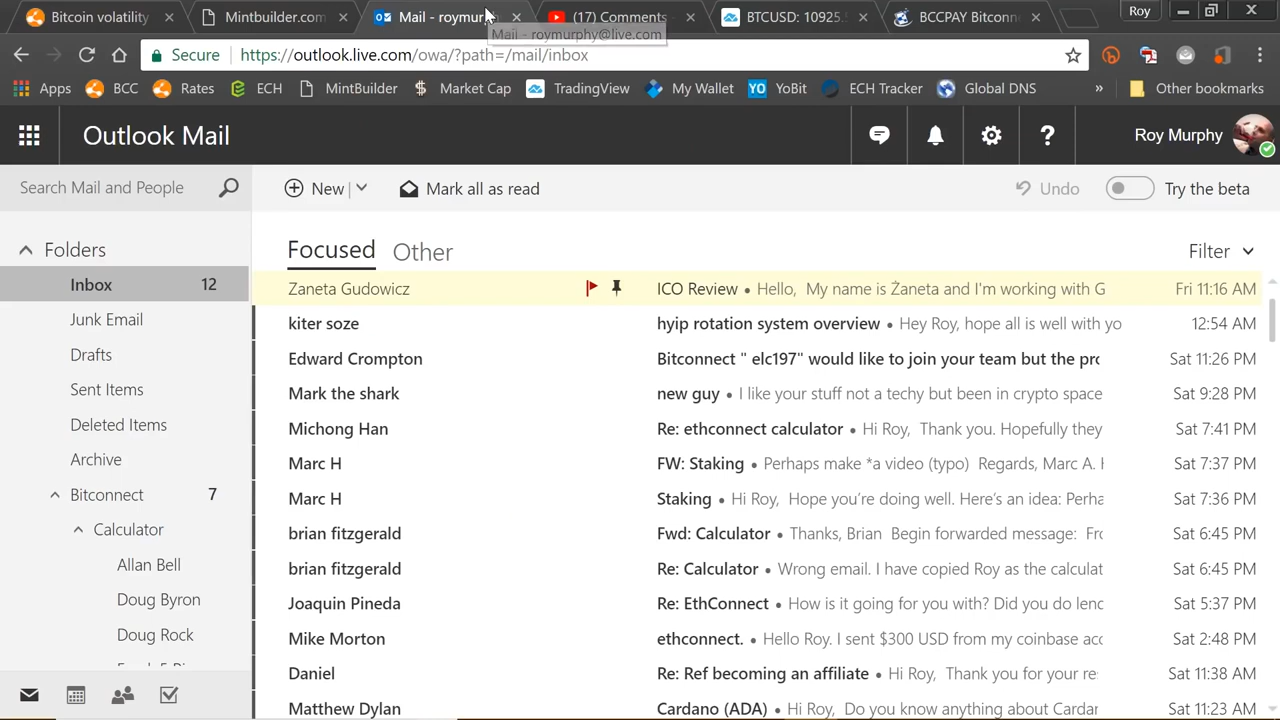 Bitcoin volatility
Mintbuilder.com
Mail - roymur
(17) Comments
BTCUSD: 10925.
BCCPAY Bitconn
Roy
Mail - roymurphy@live.com
Secure
https://outlook.live.com/owa/?path=/mail/inbox
Apps
BCC
Rates
ECH
MintBuilder
Market Cap
TradingView
My Wallet
YO YoBit
ECH Tracker
Global DNS
»
Other bookmarks
Outlook Mail
Roy Murphy
Search Mail and People
New
Mark all as read
Undo
Try the beta
Folders
Inbox 12
Junk Email
Drafts
Sent Items
Deleted Items
Archive
Bitconnect 7
Calculator
Allan Bell
Doug Byron
Doug Rock
Focused Other
Filter
Zaneta Gudowicz ICO Review • Hello, My name is Żaneta and I'm working with G Fri 11:16 AM
kiter soze hyip rotation system overview • Hey Roy, hope all is well with yo 12:54 AM
Edward Crompton Bitconnect " elc197" would like to join your team but the pro Sat 11:26 PM
Mark the shark new guy • I like your stuff not a techy but been in crypto space Sat 9:28 PM
Michong Han Re: ethconnect calculator • Hi Roy, Thank you. Hopefully they Sat 7:41 PM
Marc H FW: Staking • Perhaps make *a video (typo) Regards, Marc A. H Sat 7:37 PM
Marc H Staking • Hi Roy, Hope you're doing well. Here's an idea: Perha Sat 7:36 PM
brian fitzgerald Fwd: Calculator • Thanks, Brian Begin forwarded message: Fro Sat 6:45 PM
brian fitzgerald Re: Calculator • Wrong email. I have copied Roy as the calculat Sat 6:45 PM
Joaquin Pineda Re: EthConnect • How is it going for you with? Did you do lend Sat 5:37 PM
Mike Morton ethconnect. • Hello Roy. I sent $300 USD from my coinbase acc Sat 2:48 PM
Daniel Re: Ref becoming an affiliate • Hi Roy, Thank you for your re Sat 11:38 AM
Matthew Dylan Cardano (ADA) • Hi Roy, Do you know anything about Cardar Sat 11:23 AM